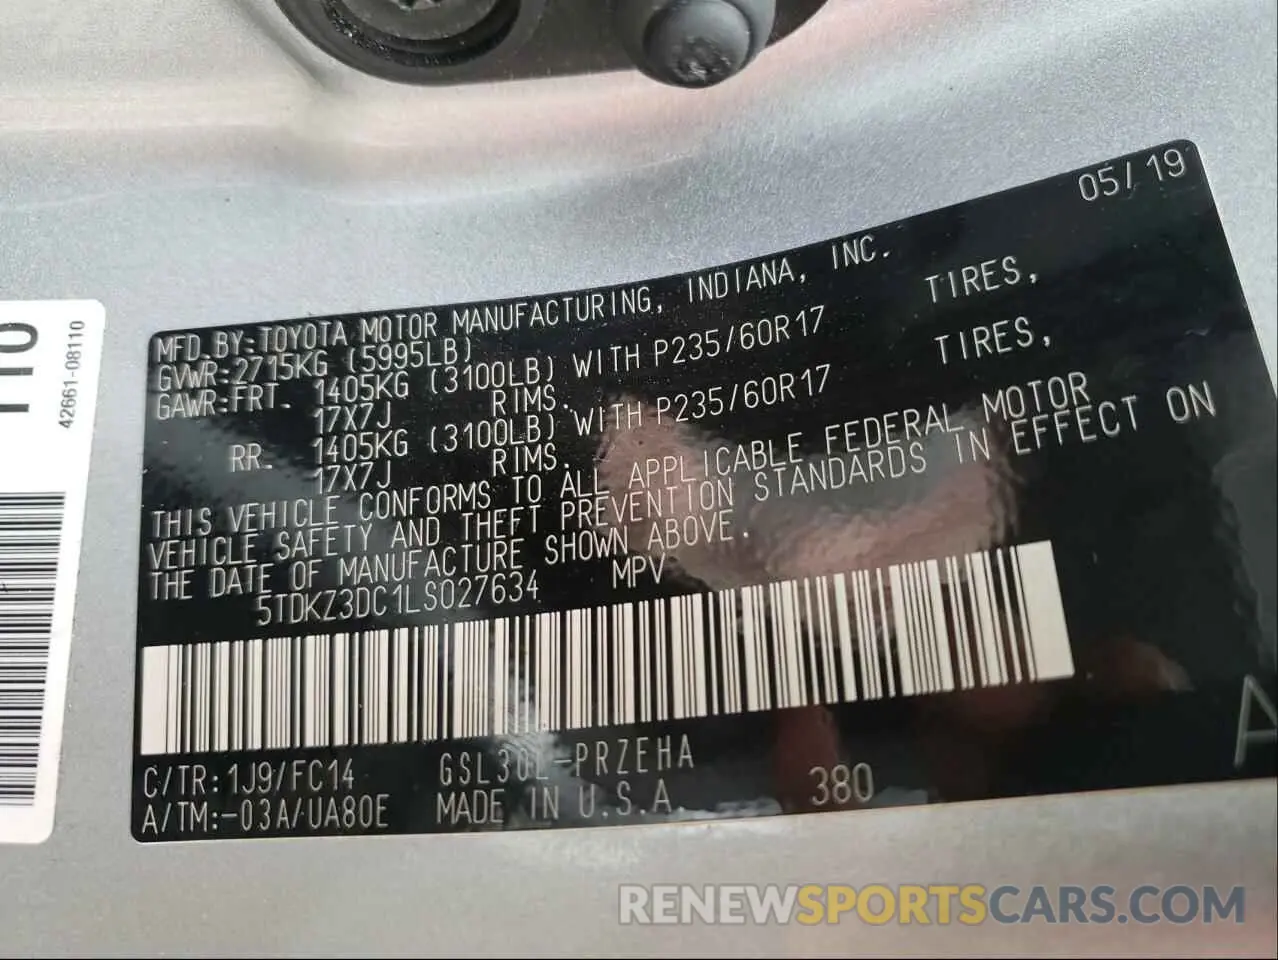 05/19
MFD.BY:TOYOTA MOTOR MANUFACTURING, INDIANA, INC.
GVWR:2715KG (5995LB)
GAWR:FRT. 1405KG (3100LB) WITH P235/60R17 TIRES,
17X7J RIMS.
RR. 1405KG (3100LB) WITH P235/60R17 TIRES,
17X7J RIMS.
THIS VEHICLE CONFORMS TO ALL APPLICABLE FEDERAL MOTOR
VEHICLE SAFETY AND THEFT PREVENTION STANDARDS IN EFFECT ON
THE DATE OF MANUFACTURE SHOWN ABOVE.
5TDKZ3DC1LS027634 MPV
C/TR:1J9/FC14 GSL30L-PRZEHA
A/TM:-03A/UA80E MADE IN U.S.A. 380
A
42661-08110
RENEWSPORTSCARS.COM